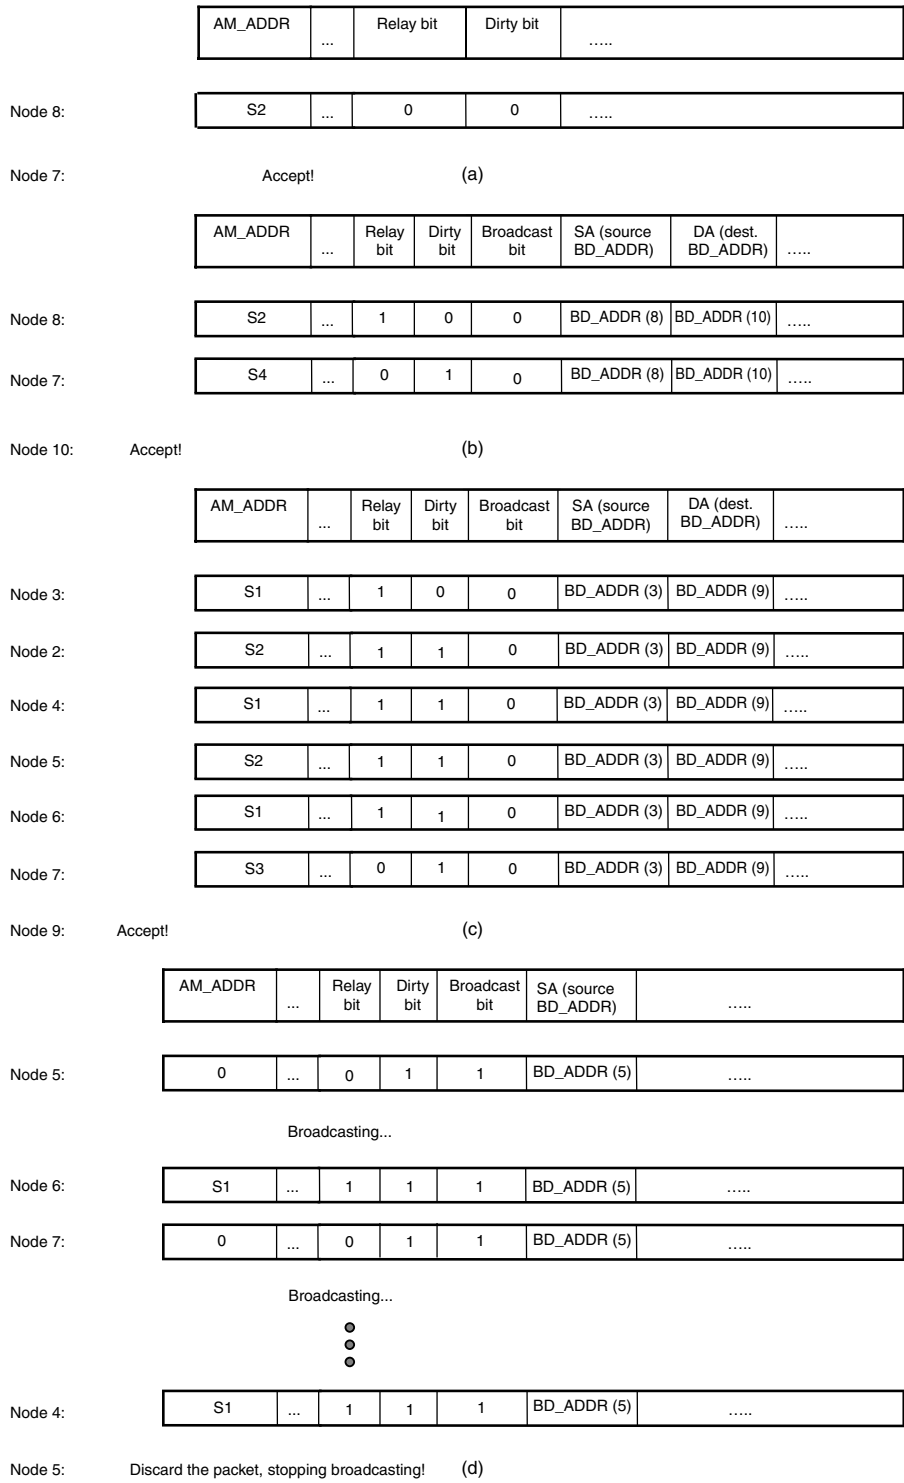 AM_ADDR ... Relay bit Dirty bit .....
Node 8: S2 ... 0 0 .....
Node 7: Accept! (a)
AM_ADDR ... Relay bit Dirty bit Broadcast bit SA (source BD_ADDR) DA (dest. BD_ADDR) .....
Node 8: S2 ... 1 0 0 BD_ADDR (8) BD_ADDR (10) .....
Node 7: S4 ... 0 1 0 BD_ADDR (8) BD_ADDR (10) .....
Node 10: Accept! (b)
AM_ADDR ... Relay bit Dirty bit Broadcast bit SA (source BD_ADDR) DA (dest. BD_ADDR) .....
Node 3: S1 ... 1 0 0 BD_ADDR (3) BD_ADDR (9) .....
Node 2: S2 ... 1 1 0 BD_ADDR (3) BD_ADDR (9) .....
Node 4: S1 ... 1 1 0 BD_ADDR (3) BD_ADDR (9) .....
Node 5: S2 ... 1 1 0 BD_ADDR (3) BD_ADDR (9) .....
Node 6: S1 ... 1 1 0 BD_ADDR (3) BD_ADDR (9) .....
Node 7: S3 ... 0 1 0 BD_ADDR (3) BD_ADDR (9) .....
Node 9: Accept! (c)
AM_ADDR ... Relay bit Dirty bit Broadcast bit SA (source BD_ADDR) .....
Node 5: 0 ... 0 1 1 BD_ADDR (5) .....
Broadcasting...
Node 6: S1 ... 1 1 1 BD_ADDR (5) .....
Node 7: 0 ... 0 1 1 BD_ADDR (5) .....
Broadcasting...
Node 4: S1 ... 1 1 1 BD_ADDR (5) .....
Node 5: Discard the packet, stopping broadcasting! (d)